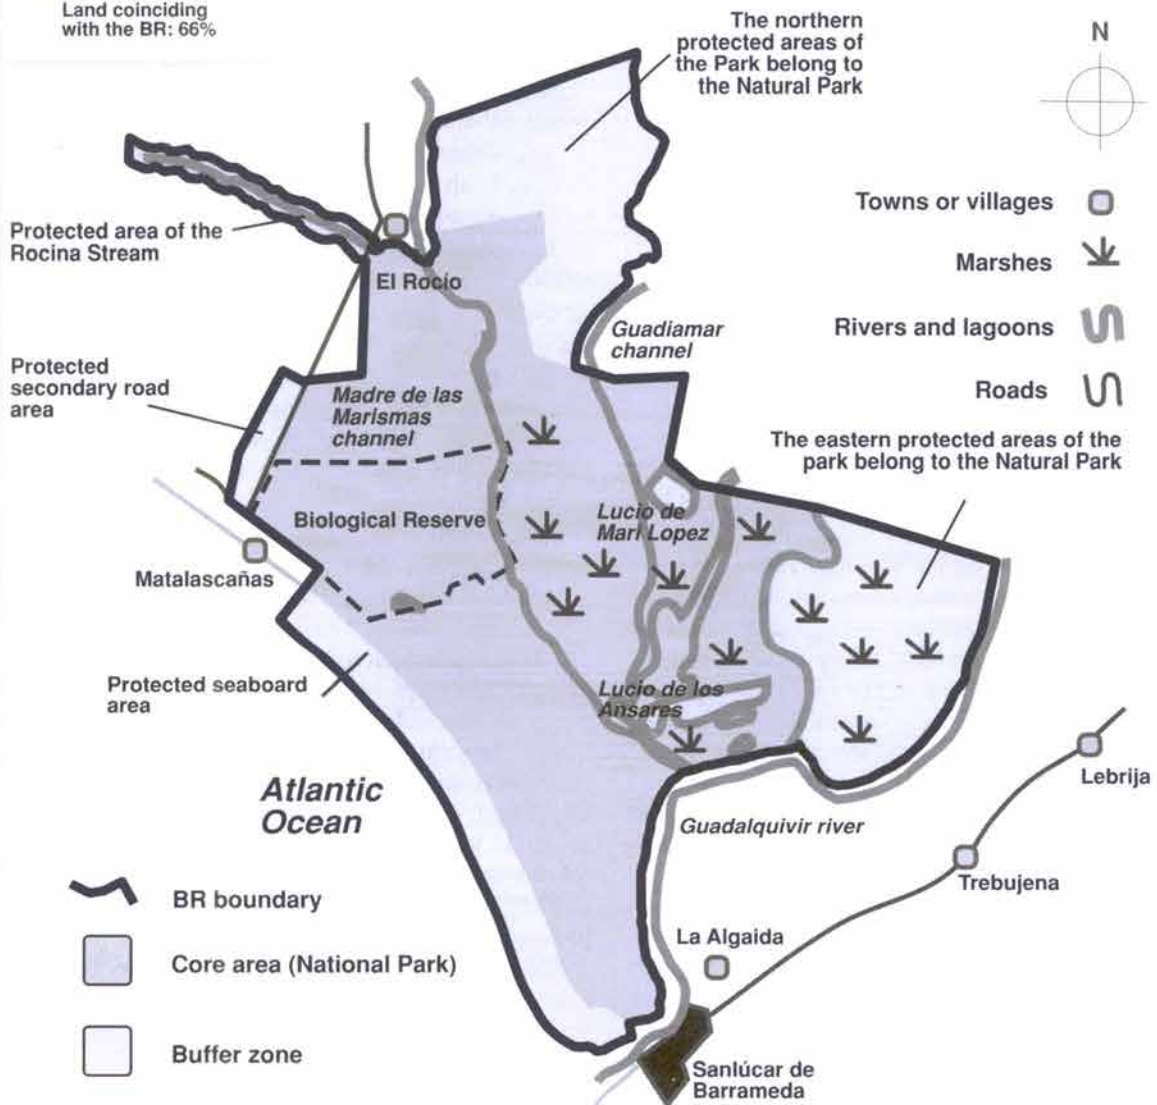 Land coinciding
with the BR: 66%
The northern
protected areas of
the Park belong to
the Natural Park
N
Towns or villages
Marshes
Rivers and lagoons
Roads
The eastern protected areas of the
park belong to the Natural Park
Protected area of the
Rocina Stream
El Rocío
Guadiamar
channel
Protected
secondary road
area
Madre de las
Marismas
channel
Biological Reserve
Lucio de
Mari Lopez
Matalascañas
Protected seaboard
area
Lucio de los
Ansares
Atlantic
Ocean
Guadalquivir river
Lebrija
Trebujena
La Algaida
Sanlúcar de
Barrameda
BR boundary
Core area (National Park)
Buffer zone